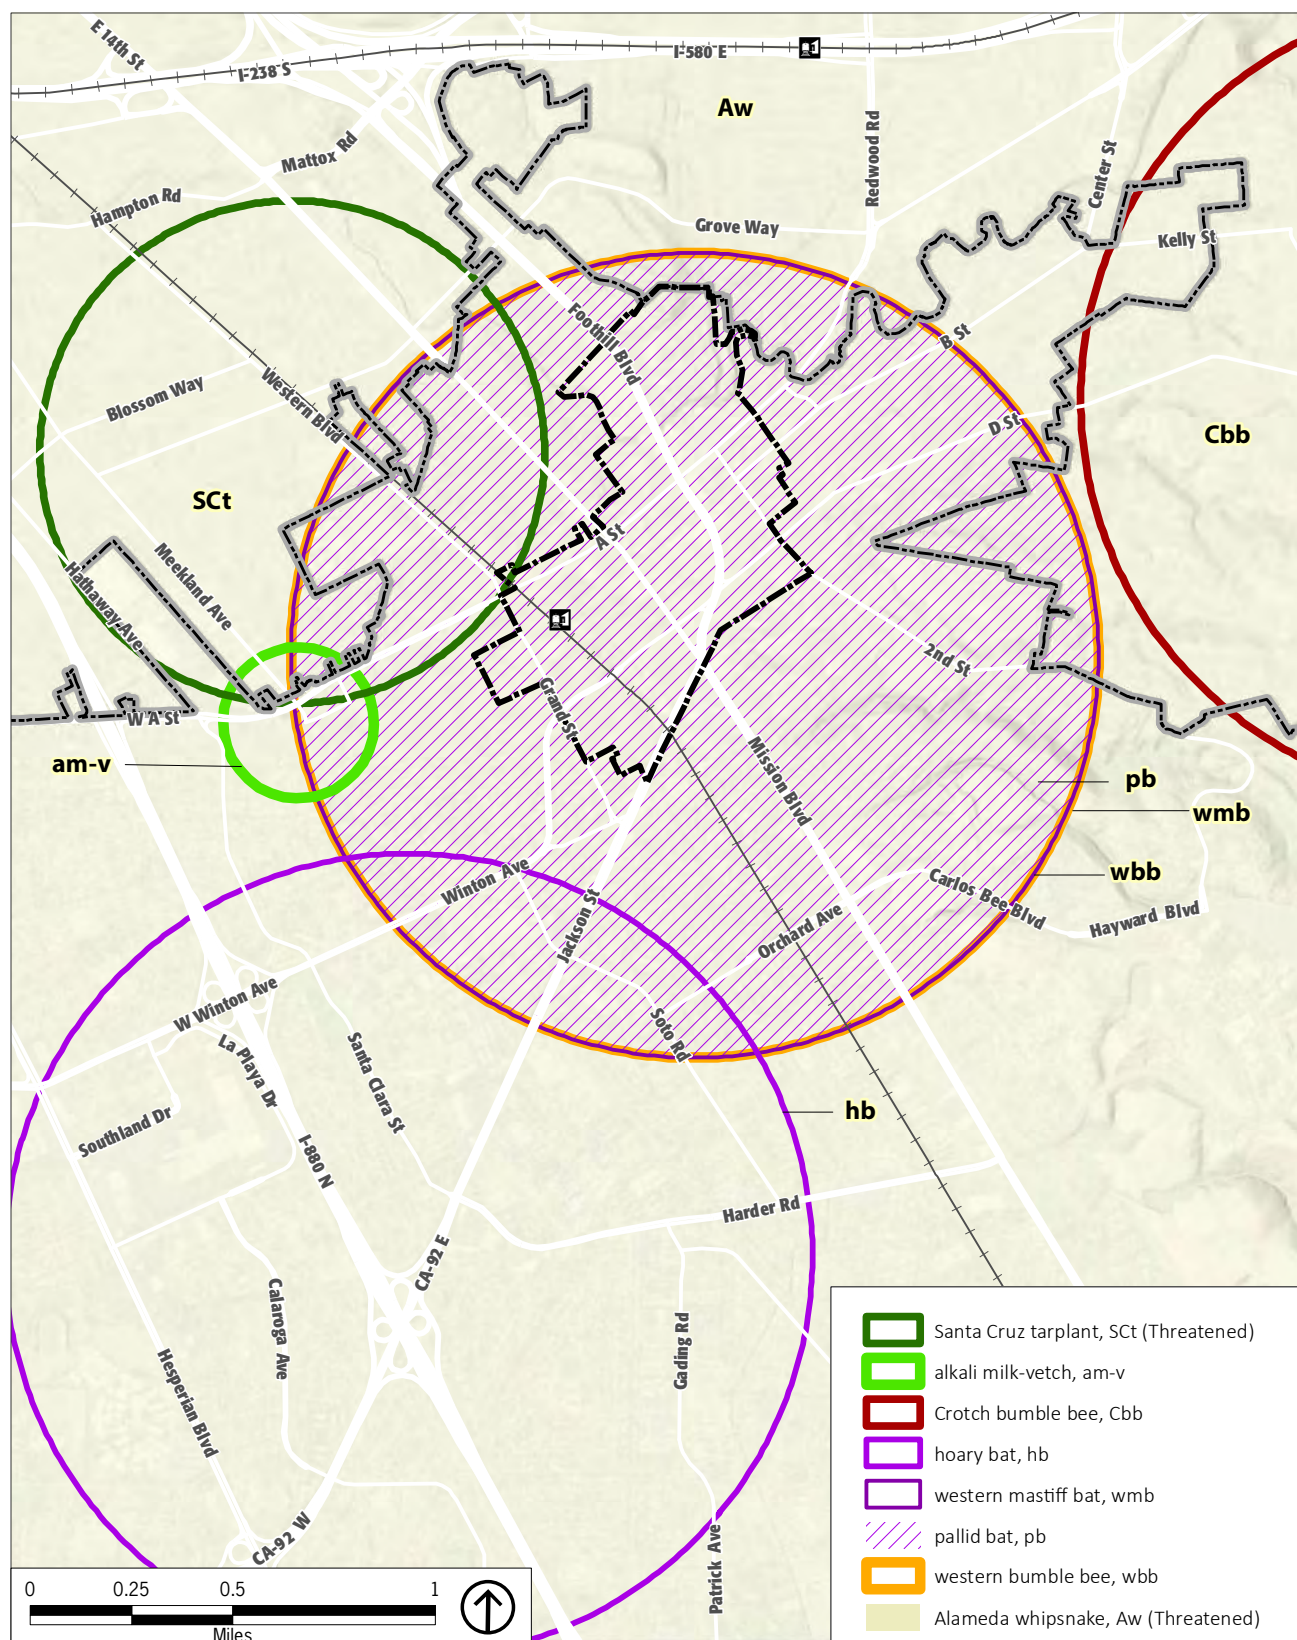 E 14th St
I-238 S
I-580 E
Aw
Redwood Rd
Center St
Mattox Rd
Hampton Rd
Grove Way
Kelly St
Foothill Blvd
B St
Blossom Way
Western Blvd
D St
Cbb
SCt
A St
Meekland Ave
Hathaway Ave
2nd St
Grand St
W A St
am-v
Mission Blvd
pb
wmb
wbb
Winton Ave
Carlos Bee Blvd
Hayward Blvd
Jackson St
Orchard Ave
W Winton Ave
Soto Rd
La Playa Dr
Santa Clara St
hb
Southland Dr
I-880 N
Harder Rd
CA-92 E
Calaroga Ave
Gading Rd
Hesperian Blvd
CA-92 W
Patrick Ave
Santa Cruz tarplant, SCt (Threatened)
alkali milk-vetch, am-v
Crotch bumble bee, Cbb
hoary bat, hb
western mastiff bat, wmb
pallid bat, pb
western bumble bee, wbb
Alameda whipsnake, Aw (Threatened)
0 0.25 0.5 1
Miles